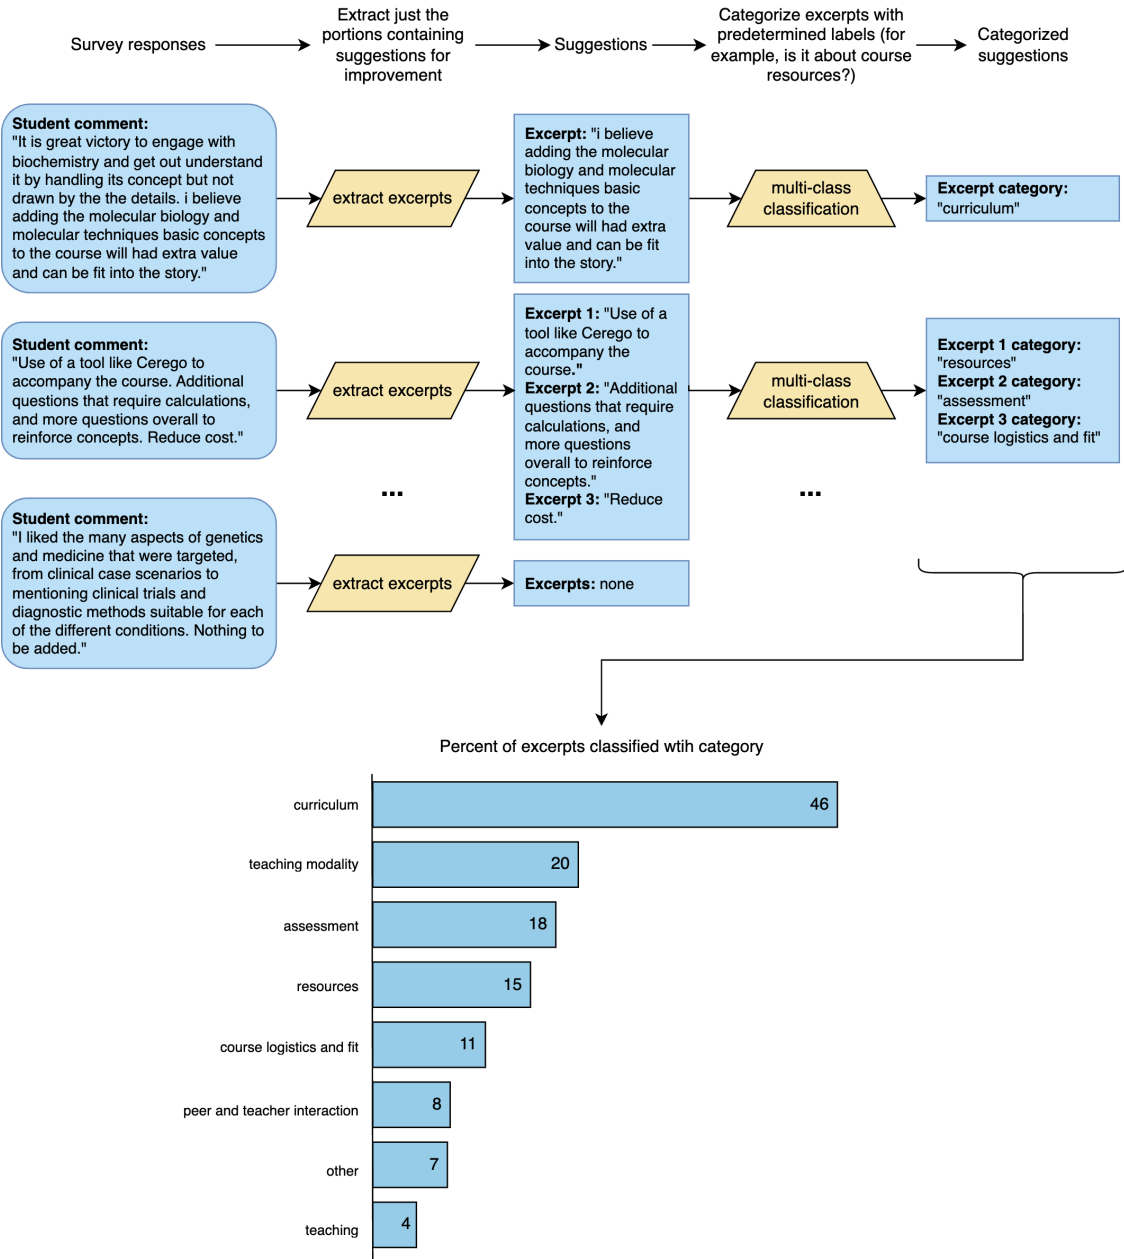 Survey responses
Extract just the
portions containing
suggestions for
improvement
Suggestions
Categorize excerpts with
predetermined labels (for
example, is it about course
resources?)
Categorized
suggestions
Student comment:
"It is great victory to engage with
biochemistry and get out understand
it by handling its concept but not
drawn by the the details. i believe
adding the molecular biology and
molecular techniques basic concepts
to the course will had extra value
and can be fit into the story."
extract excerpts
Excerpt: "i believe
adding the molecular
biology and molecular
techniques basic
concepts to the
course will had extra
value and can be fit
into the story."
multi-class
classification
Excerpt category:
"curriculum"
Student comment:
"Use of a tool like Cerego to
accompany the course. Additional
questions that require calculations,
and more questions overall to
reinforce concepts. Reduce cost."
extract excerpts
Excerpt 1: "Use of a
tool like Cerego to
accompany the
course."
Excerpt 2: "Additional
questions that require
calculations, and
more questions
overall to reinforce
concepts."
Excerpt 3: "Reduce
cost."
multi-class
classification
Excerpt 1 category:
"resources"
Excerpt 2 category:
"assessment"
Excerpt 3 category:
"course logistics and fit"
...
...
Student comment:
"I liked the many aspects of genetics
and medicine that were targeted,
from clinical case scenarios to
mentioning clinical trials and
diagnostic methods suitable for each
of the different conditions. Nothing to
be added."
extract excerpts
Excerpts: none
Percent of excerpts classified wtih category
curriculum 46
teaching modality 20
assessment 18
resources 15
course logistics and fit 11
peer and teacher interaction 8
other 7
teaching 4